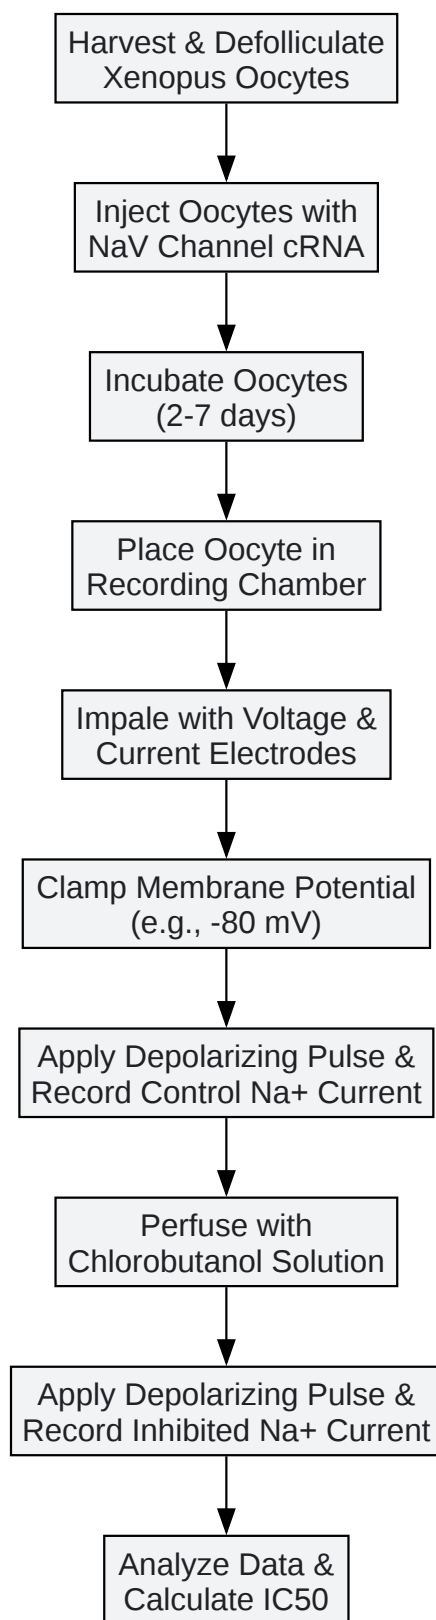 Harvest & Defolliculate
Xenopus Oocytes
Inject Oocytes with
NaV Channel cRNA
Incubate Oocytes
(2-7 days)
Place Oocyte in
Recording Chamber
Impale with Voltage &
Current Electrodes
Clamp Membrane Potential
(e.g., -80 mV)
Apply Depolarizing Pulse &
Record Control Na+ Current
Perfuse with
Chlorobutanol Solution
Apply Depolarizing Pulse &
Record Inhibited Na+ Current
Analyze Data &
Calculate IC50